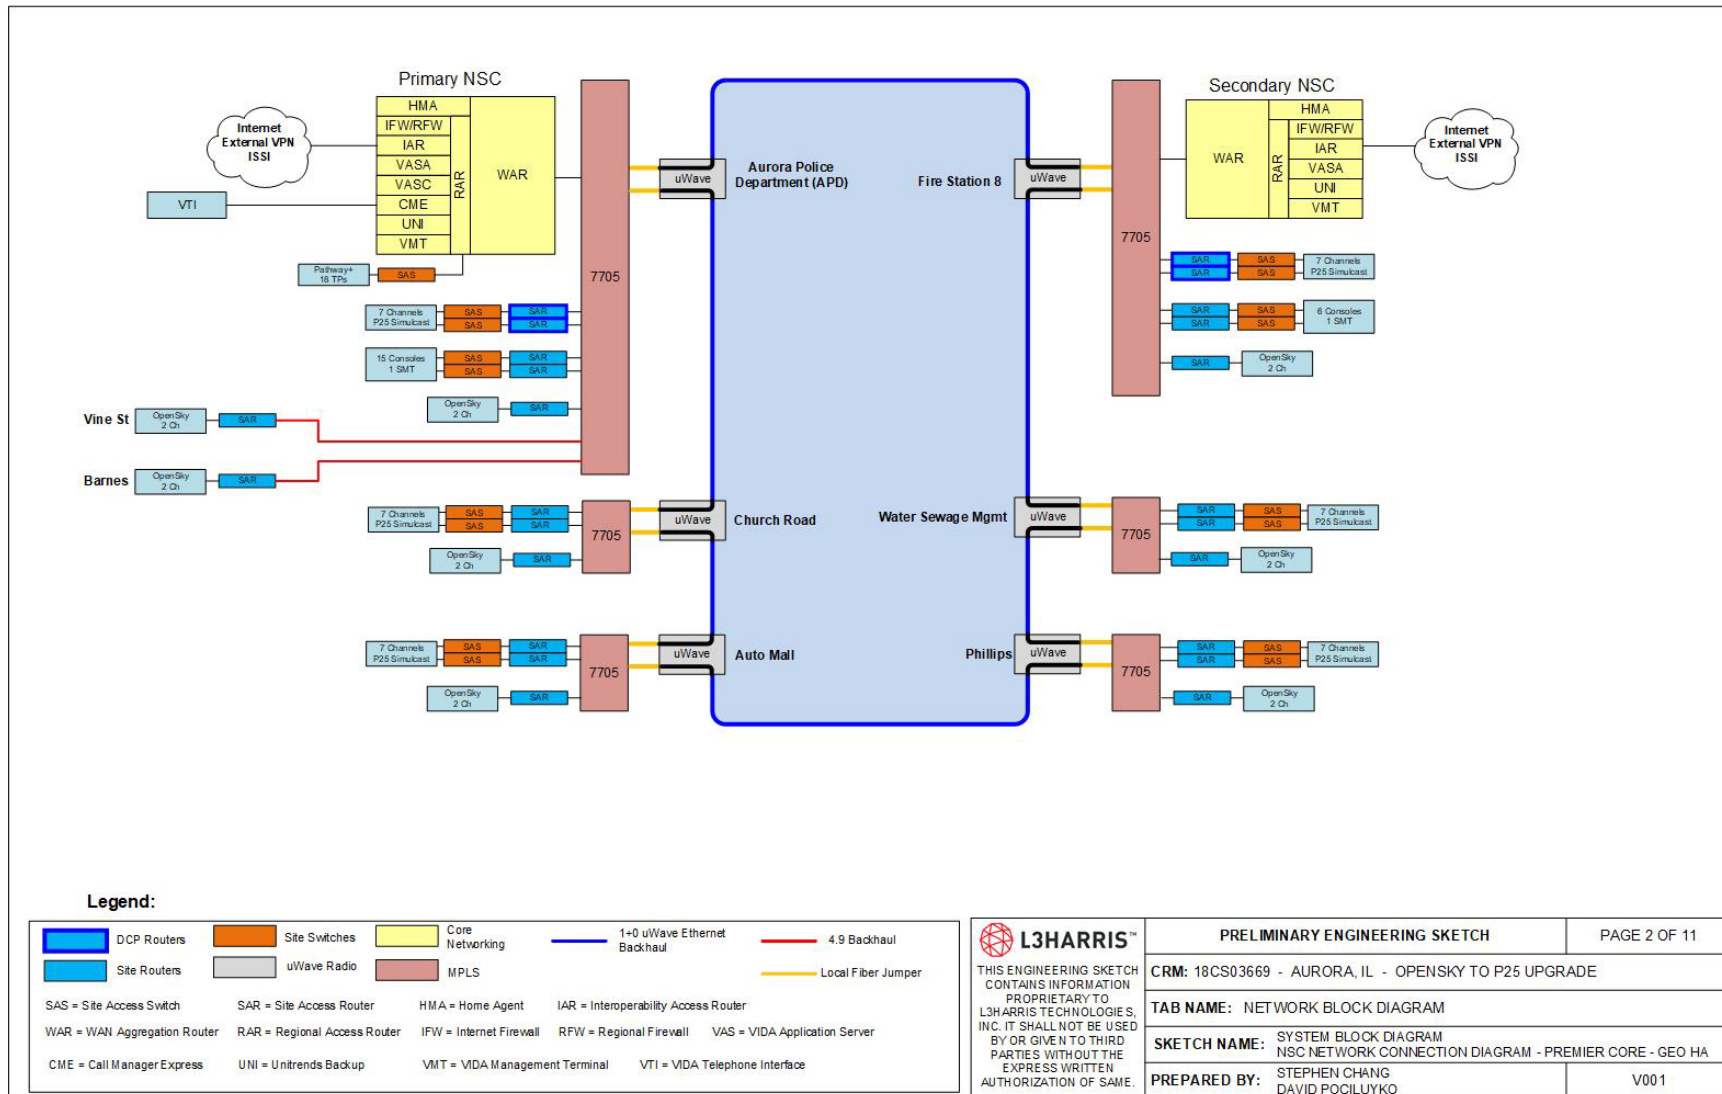 Primary NSC
HMA
IFW/RFW
IAR
VASA
VASC
CME
UNI
VMT
RAR
WAR
Internet
External VPN
ISSI
VTI
Pathway+
18 TPs
SAS
7 Channels
P25 Simulcast
SAS
SAS
SAR
SAR
15 Consoles
1 SMT
SAS
SAS
SAR
SAR
OpenSky
2 Ch
SAR
Vine St
OpenSky
2 Ch
SAR
Barnes
OpenSky
2 Ch
SAR
7705
uWave
Aurora Police
Department (APD)
7 Channels
P25 Simulcast
SAS
SAS
SAR
SAR
OpenSky
2 Ch
SAR
7705
uWave
Church Road
7 Channels
P25 Simulcast
SAS
SAS
SAR
SAR
OpenSky
2 Ch
SAR
7705
uWave
Auto Mall
Secondary NSC
WAR
RAR
HMA
IFW/RFW
IAR
VASA
UNI
VMT
Internet
External VPN
ISSI
Fire Station 8
uWave
7705
SAR
SAR
SAS
SAS
7 Channels
P25 Simulcast
SAR
SAR
SAS
SAS
6 Consoles
1 SMT
SAR
OpenSky
2 Ch
Water Sewage Mgmt
uWave
7705
SAR
SAR
SAS
SAS
7 Channels
P25 Simulcast
SAR
OpenSky
2 Ch
Phillips
uWave
7705
SAR
SAR
SAS
SAS
7 Channels
P25 Simulcast
SAR
OpenSky
2 Ch
Legend:
DCP Routers
Site Switches
Core
Networking
1+0 uWave Ethernet
Backhaul
4.9 Backhaul
Site Routers
uWave Radio
MPLS
Local Fiber Jumper
SAS = Site Access Switch SAR = Site Access Router HMA = Home Agent IAR = Interoperability Access Router
WAR = WAN Aggregation Router RAR = Regional Access Router IFW = Internet Firewall RFW = Regional Firewall VAS = VIDA Application Server
CME = Call Manager Express UNI = Unitrends Backup VMT = VIDA Management Terminal VTI = VIDA Telephone Interface
L3HARRIS™
THIS ENGINEERING SKETCH
CONTAINS INFORMATION
PROPRIETARY TO
L3HARRIS TECHNOLOGIES,
INC. IT SHALL NOT BE USED
BY OR GIVEN TO THIRD
PARTIES WITHOUT THE
EXPRESS WRITTEN
AUTHORIZATION OF SAME.
PRELIMINARY ENGINEERING SKETCH
PAGE 2 OF 11
CRM: 18CS03669 - AURORA, IL - OPENSKY TO P25 UPGRADE
TAB NAME: NETWORK BLOCK DIAGRAM
SKETCH NAME: SYSTEM BLOCK DIAGRAM
NSC NETWORK CONNECTION DIAGRAM - PREMIER CORE - GEO HA
PREPARED BY: STEPHEN CHANG
DAVID POCILUYKO
V001